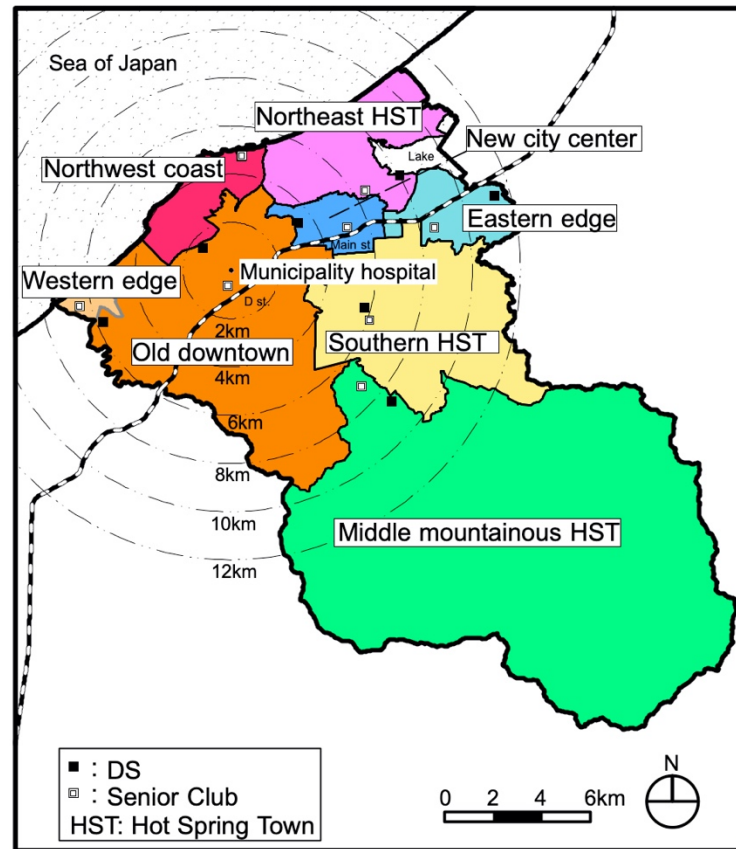 Sea of Japan
Northeast HST
New city center
Lake
Northwest coast
Eastern edge
Main st
Western edge
Municipality hospital
D st.
2km
Old downtown
Southern HST
4km
6km
8km
10km
Middle mountainous HST
12km
■ : DS
▣ : Senior Club
HST: Hot Spring Town
N
0 2 4 6km